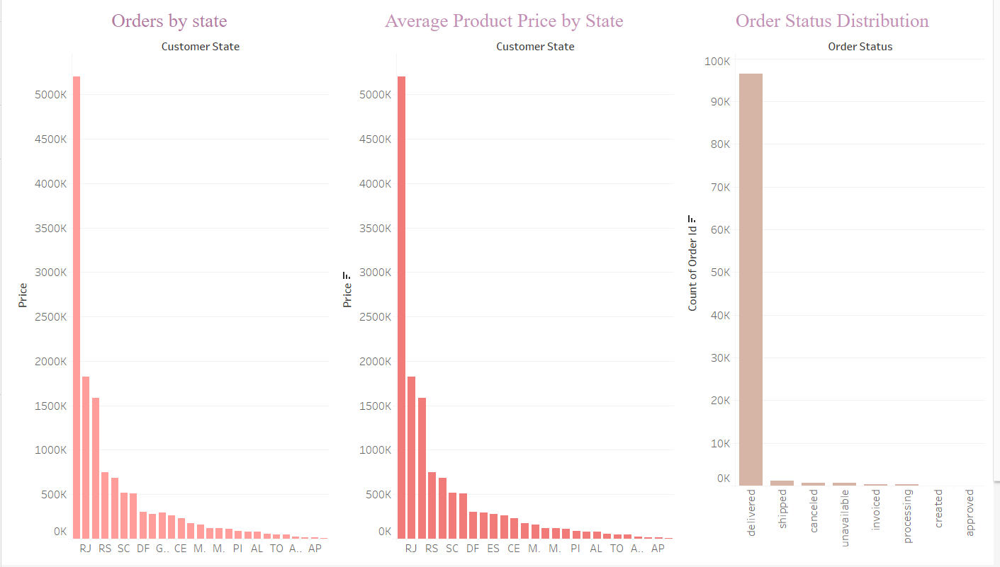 Orders by state
Customer State
5000K
4500K
4000K
3500K
3000K
2500K
2000K
1500K
1000K
500K
0K
Price
RJ RS SC DF G.. CE M. M. PI AL TO A.. AP
Average Product Price by State
Customer State
5000K
4500K
4000K
3500K
3000K
2500K
2000K
1500K
1000K
500K
0K
Price
RJ RS SC DF ES CE M. M. PI AL TO A.. AP
Order Status Distribution
Order Status
100K
90K
80K
70K
60K
50K
40K
30K
20K
10K
0K
Count of Order Id
delivered
shipped
canceled
unavailable
invoiced
processing
created
approved